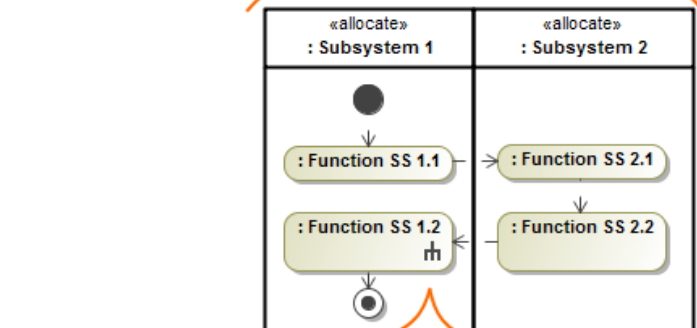 «allocate»
: Subsystem 1
«allocate»
: Subsystem 2
: Function SS 1.1
: Function SS 2.1
: Function SS 1.2
: Function SS 2.2